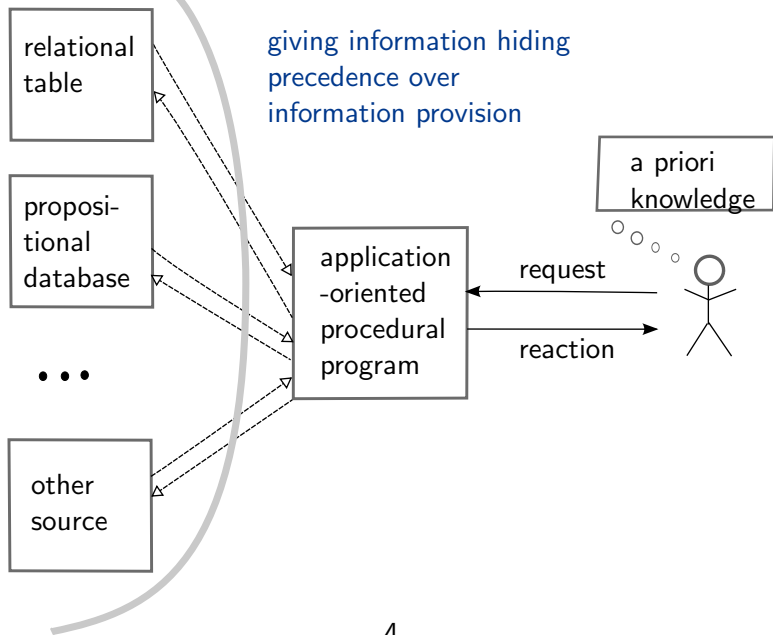 relational
table
giving information hiding
precedence over
information provision
a priori
knowledge
proposi-
tional
database
application
-oriented
procedural
program
request
reaction
other
source
4